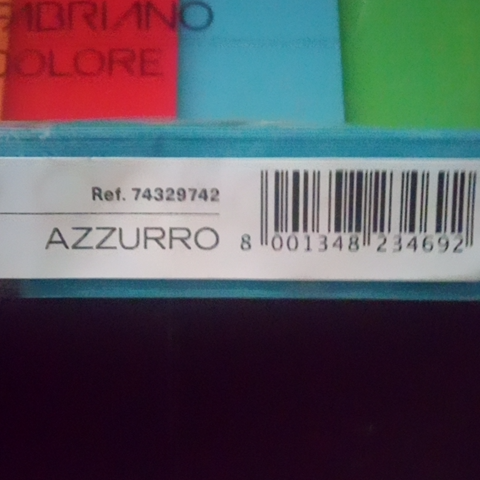 FABRIANO
COLORE
Ref. 74329742
AZZURRO
8 001348 234692